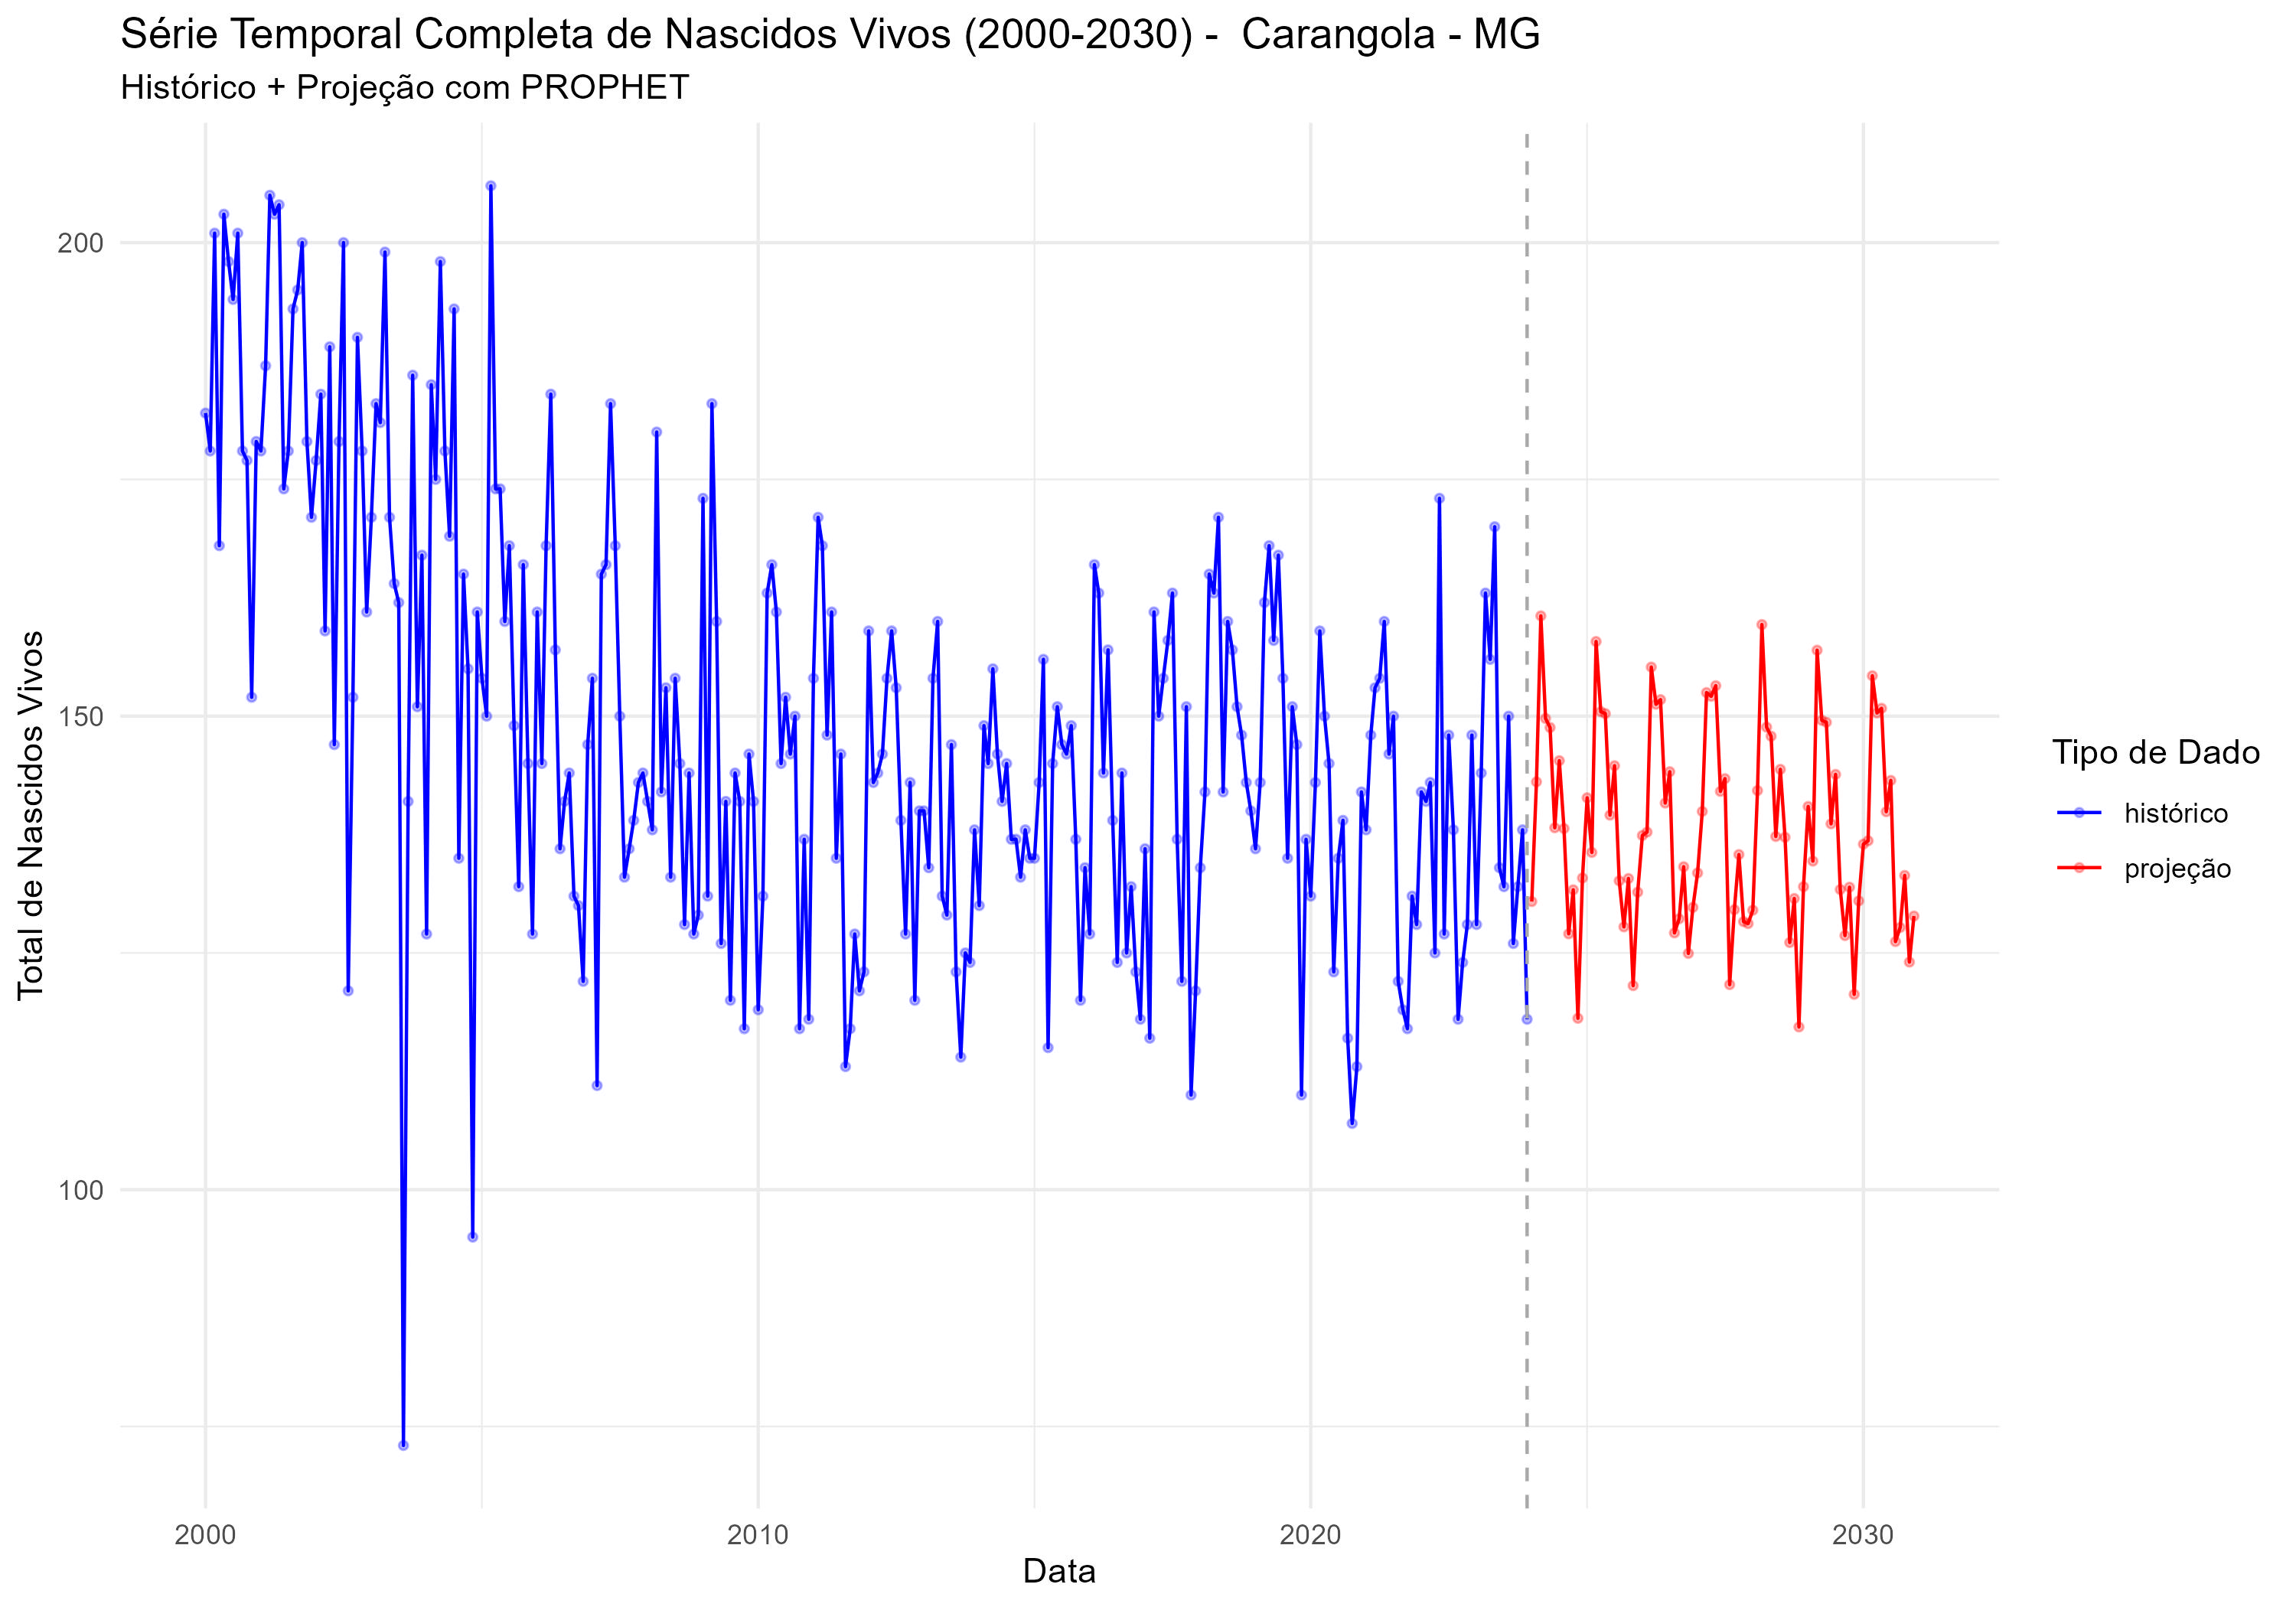 Série Temporal Completa de Nascidos Vivos (2000-2030) -  Carangola - MG
Histórico + Projeção com PROPHET
Total de Nascidos Vivos
200
150
100
2000
2010
2020
2030
Data
Tipo de Dado
histórico
projeção